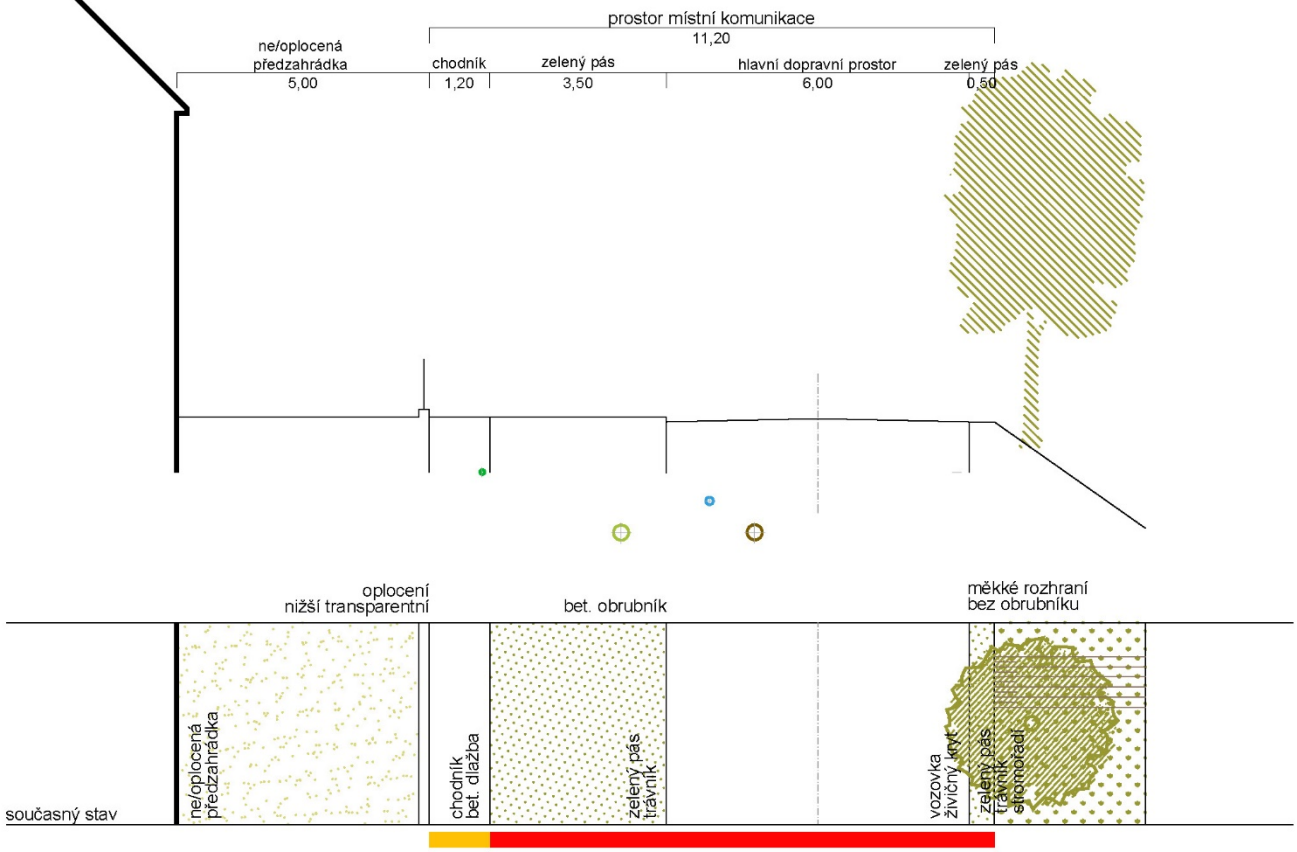 prostor místní komunikace
11,20
ne/oplocená
předzahrádka
5,00
chodník
1,20
zelený pás
3,50
hlavní dopravní prostor
6,00
zelený pás
0,50
oplocení
nižší transparentní
bet. obrubník
měkké rozhraní
bez obrubníku
ne/oplocená
předzahrádka
chodník
bet. dlažba
zelený pás
trávník
vozovka
živičný kryt
zelený pás
trávník
stromořadí
současný stav